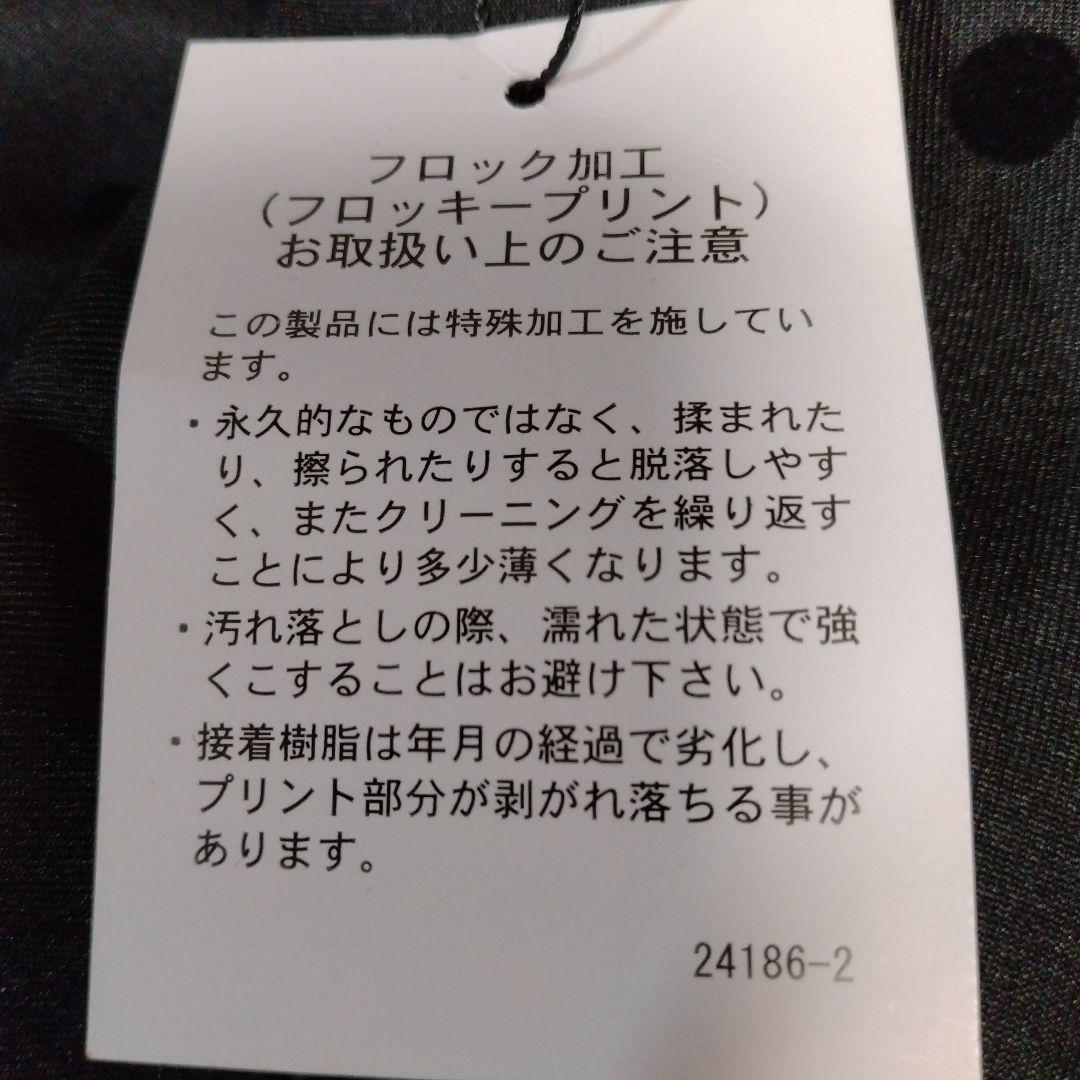 フロック加工
（フロッキープリント）
お取扱い上のご注意
この製品には特殊加工を施してい
ます。
・永久的なものではなく、揉まれた
り、擦られたりすると脱落しやす
く、またクリーニングを繰り返す
ことにより多少薄くなります。
・汚れ落としの際、濡れた状態で強
くこすることはお避け下さい。
・接着樹脂は年月の経過で劣化し、
プリント部分が剥がれ落ちる事が
あります。
24186-2